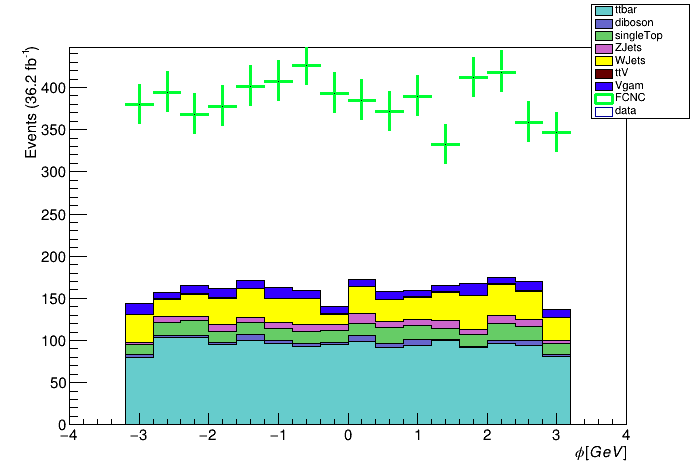 ttbar
diboson
singleTop
ZJets
WJets
ttV
Vgam
FCNC
data
Events (36.2 fb⁻¹)
400
350
300
250
200
150
100
50
0
−4 −3 −2 −1 0 1 2 3 4
ϕ[GeV]